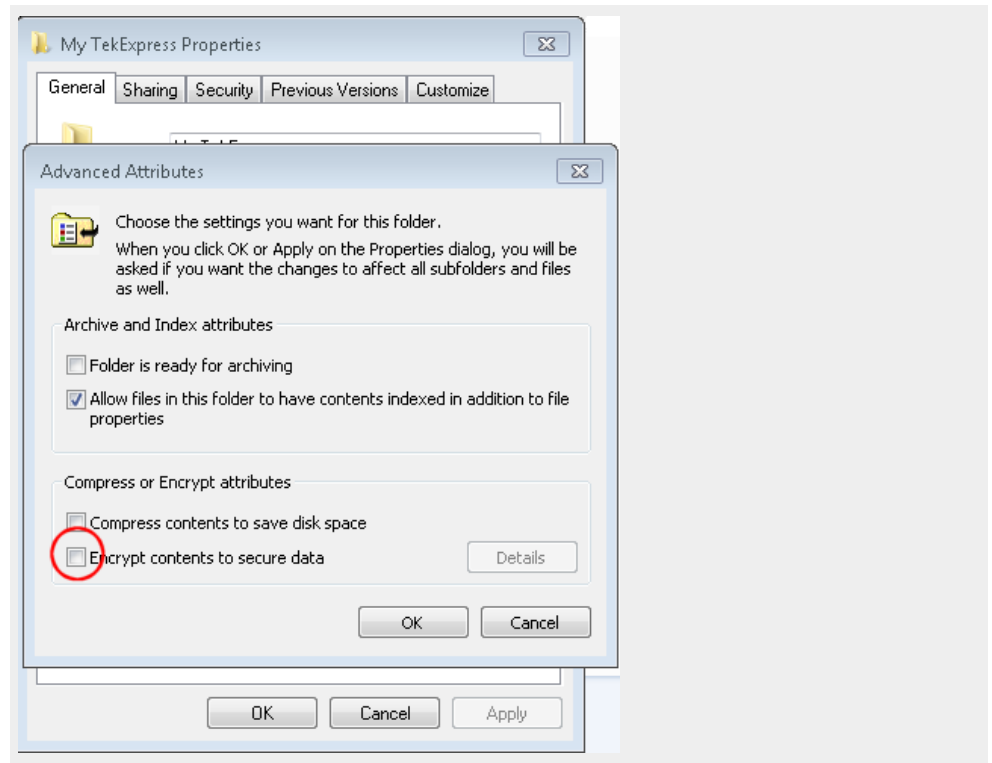 My TekExpress Properties
General Sharing Security Previous Versions Customize
Advanced Attributes
Choose the settings you want for this folder.
When you click OK or Apply on the Properties dialog, you will be
asked if you want the changes to affect all subfolders and files
as well.
Archive and Index attributes
Folder is ready for archiving
Allow files in this folder to have contents indexed in addition to file
properties
Compress or Encrypt attributes
Compress contents to save disk space
Encrypt contents to secure data
Details
OK Cancel
OK Cancel Apply